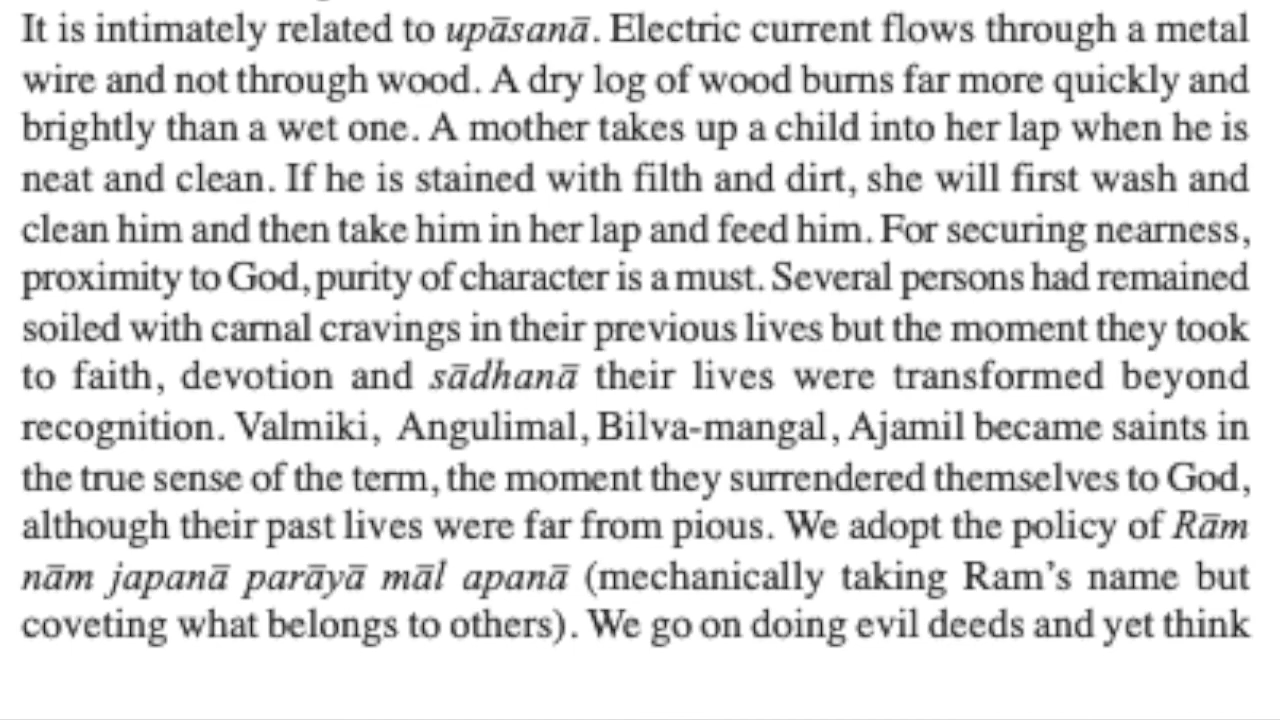 It is intimately related to upāsanā. Electric current flows through a metal
wire and not through wood. A dry log of wood burns far more quickly and
brightly than a wet one. A mother takes up a child into her lap when he is
neat and clean. If he is stained with filth and dirt, she will first wash and
clean him and then take him in her lap and feed him. For securing nearness,
proximity to God, purity of character is a must. Several persons had remained
soiled with carnal cravings in their previous lives but the moment they took
to faith, devotion and sādhanā their lives were transformed beyond
recognition. Valmiki, Angulimal, Bilva-mangal, Ajamil became saints in
the true sense of the term, the moment they surrendered themselves to God,
although their past lives were far from pious. We adopt the policy of Rām
nām japanā parāyā māl apanā (mechanically taking Ram's name but
coveting what belongs to others). We go on doing evil deeds and yet think